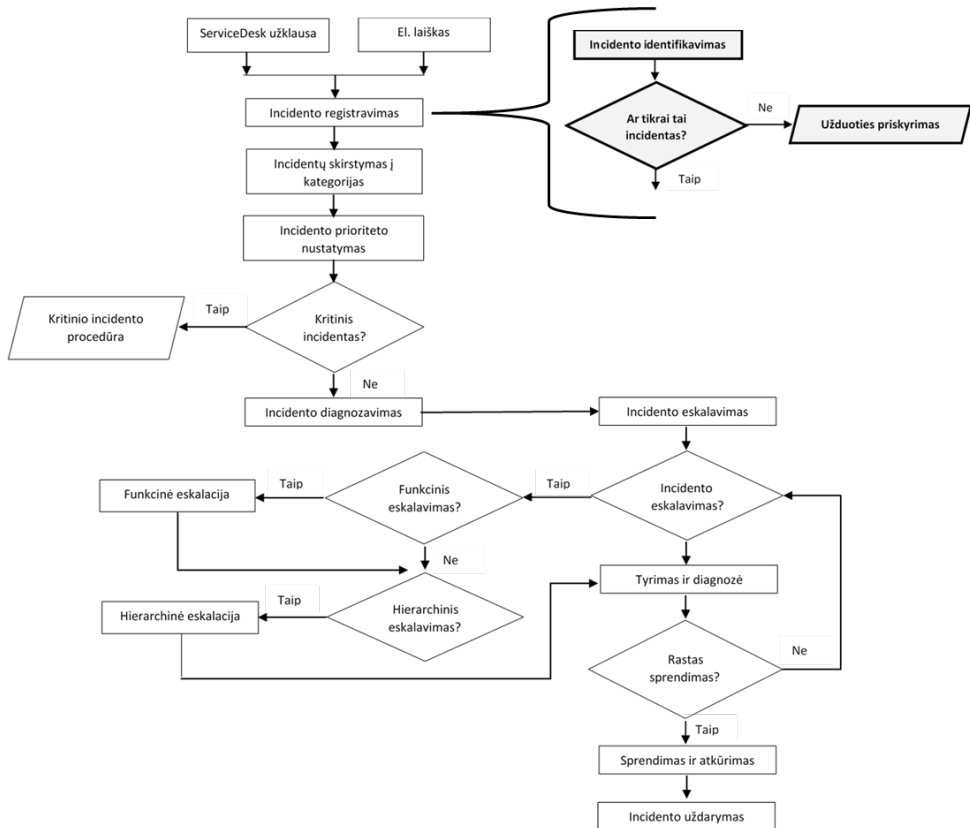 ServiceDesk užklausa
El. laiškas
Incidento identifikavimas
Incidento registravimas
Ar tikrai tai
incidentas?
Ne
Užduoties priskyrimas
Taip
Incidentų skirstymas į
kategorijas
Incidento prioriteto
nustatymas
Kritinio incidento
procedūra
Taip
Kritinis
incidentas?
Ne
Incidento diagnozavimas
Incidento eskalavimas
Funkcinė eskalacija
Taip
Funkcinis
eskalavimas?
Taip
Incidento
eskalavimas?
Ne
Tyrimas ir diagnozė
Hierarchinė eskalacija
Taip
Hierarchinis
eskalavimas?
Rastas
sprendimas?
Ne
Taip
Sprendimas ir atkūrimas
Incidento uždarymas